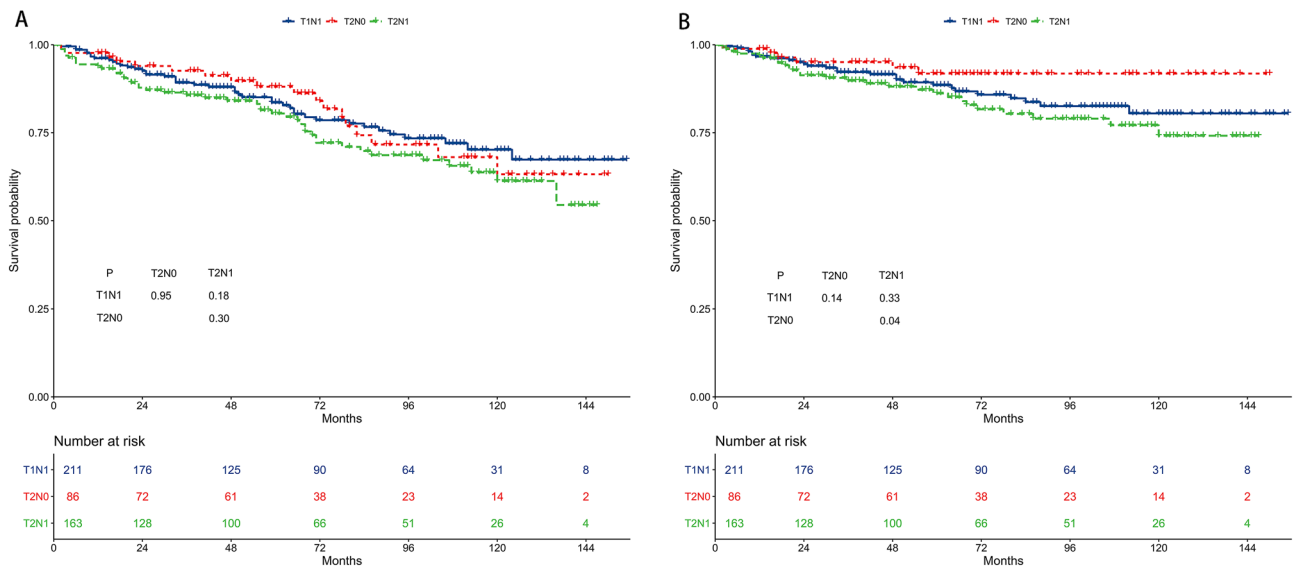 A
T1N1 T2N0 T2N1
Survival probability
1.00
0.75
0.50
0.25
0.00
P T2N0 T2N1
T1N1 0.95 0.18
T2N0 0.30
0 24 48 72 96 120 144
Months
Number at risk
T1N1 211 176 125 90 64 31 8
T2N0 86 72 61 38 23 14 2
T2N1 163 128 100 66 51 26 4
0 24 48 72 96 120 144
Months
B
T1N1 T2N0 T2N1
Survival probability
1.00
0.75
0.50
0.25
0.00
P T2N0 T2N1
T1N1 0.14 0.33
T2N0 0.04
0 24 48 72 96 120 144
Months
Number at risk
T1N1 211 176 125 90 64 31 8
T2N0 86 72 61 38 23 14 2
T2N1 163 128 100 66 51 26 4
0 24 48 72 96 120 144
Months